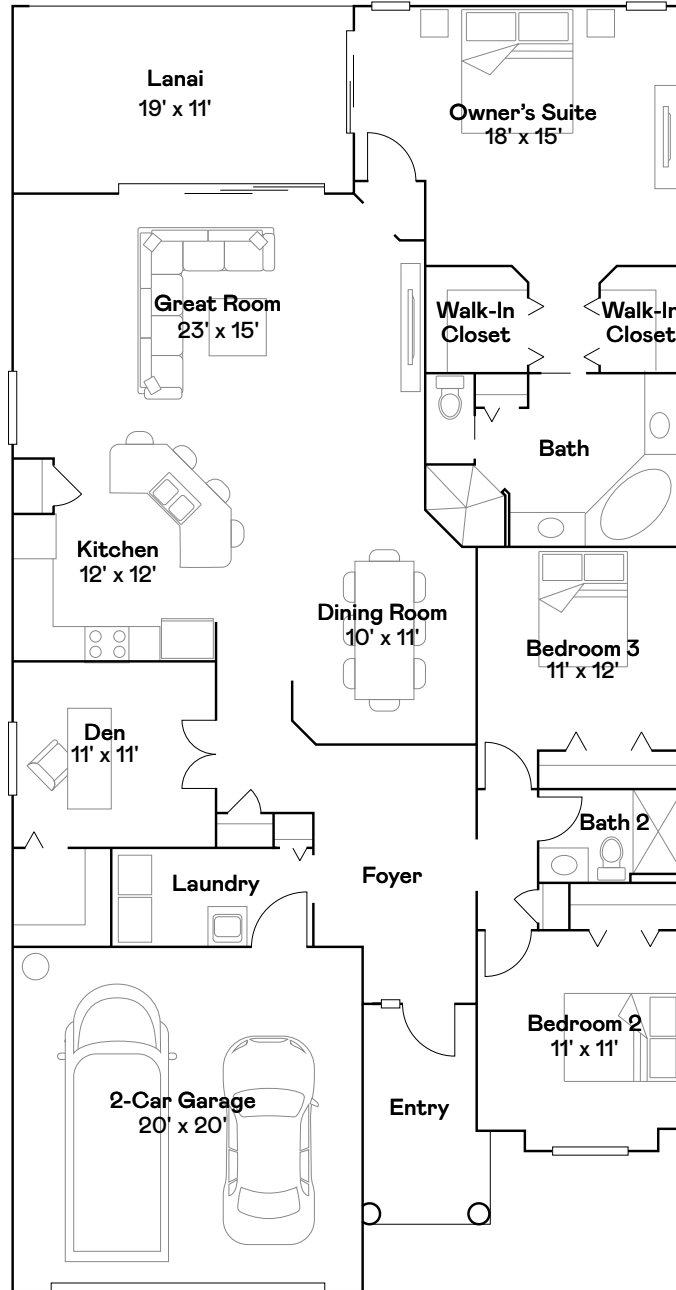 Lanai
19' x 11'
Owner's Suite
18' x 15'
Great Room
23' x 15'
Walk-In
Closet
Walk-In
Closet
Bath
Kitchen
12' x 12'
Dining Room
10' x 11'
Bedroom 3
11' x 12'
Den
11' x 11'
Bath 2
Laundry
Foyer
Bedroom 2
11' x 11'
2-Car Garage
20' x 20'
Entry